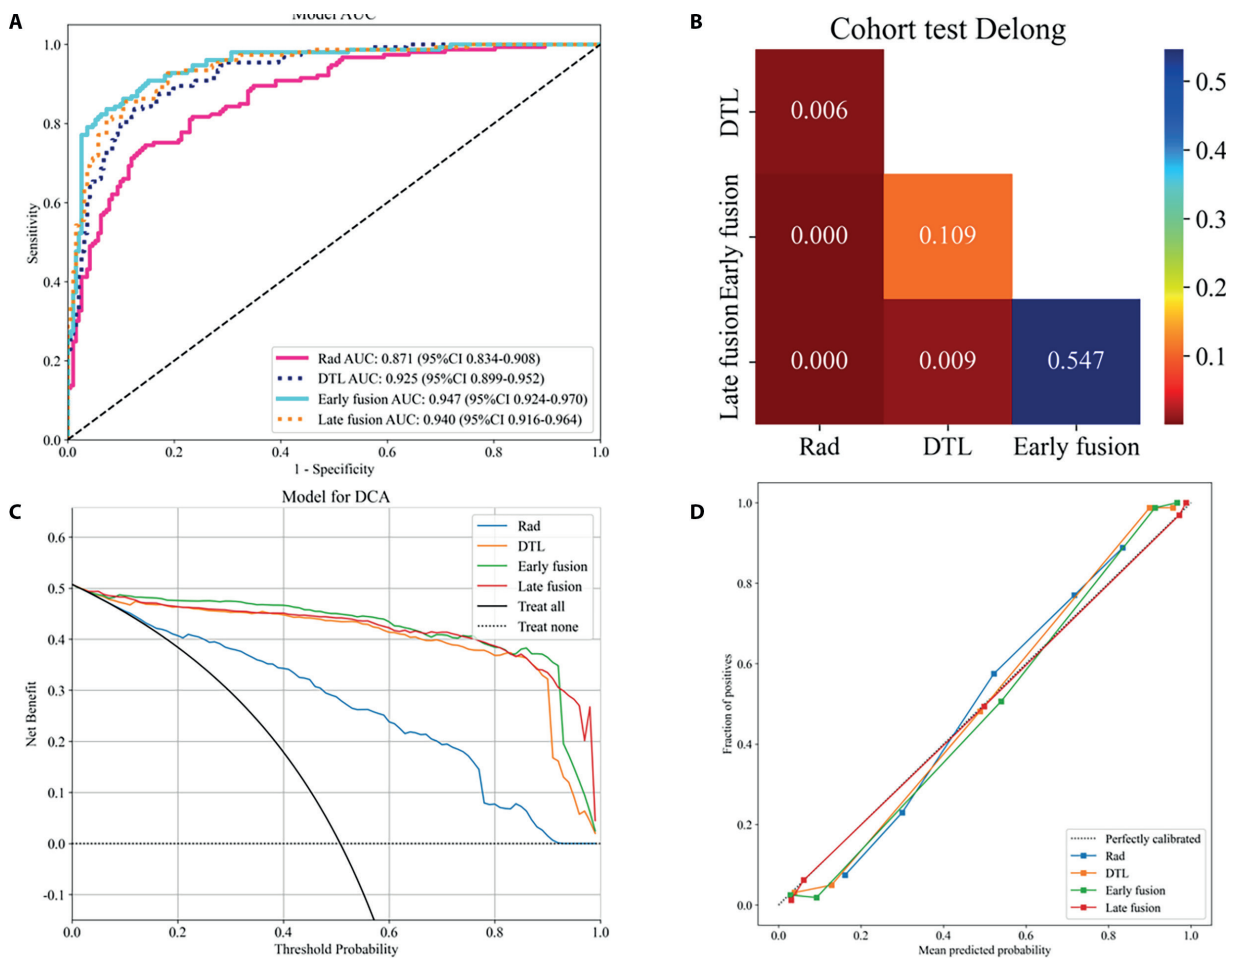 A
Model AUC
1.0
0.8
0.6
0.4
0.2
0.0
Sensitivity
Rad AUC: 0.871 (95%CI 0.834-0.908)
DTL AUC: 0.925 (95%CI 0.899-0.952)
Early fusion AUC: 0.947 (95%CI 0.924-0.970)
Late fusion AUC: 0.940 (95%CI 0.916-0.964)
0.0 0.2 0.4 0.6 0.8 1.0
1 - Specificity
B
Cohort test Delong
DTL
Early fusion
Late fusion
0.006
0.000 0.109
0.000 0.009 0.547
Rad DTL Early fusion
0.5
0.4
0.3
0.2
0.1
C
Model for DCA
0.6
0.5
0.4
0.3
0.2
0.1
0.0
-0.1
Net Benefit
Rad
DTL
Early fusion
Late fusion
Treat all
Treat none
0.0 0.2 0.4 0.6 0.8 1.0
Threshold Probability
D
1.0
0.8
0.6
0.4
0.2
0.0
Fraction of positives
Perfectly calibrated
Rad
DTL
Early fusion
Late fusion
0.0 0.2 0.4 0.6 0.8 1.0
Mean predicted probability